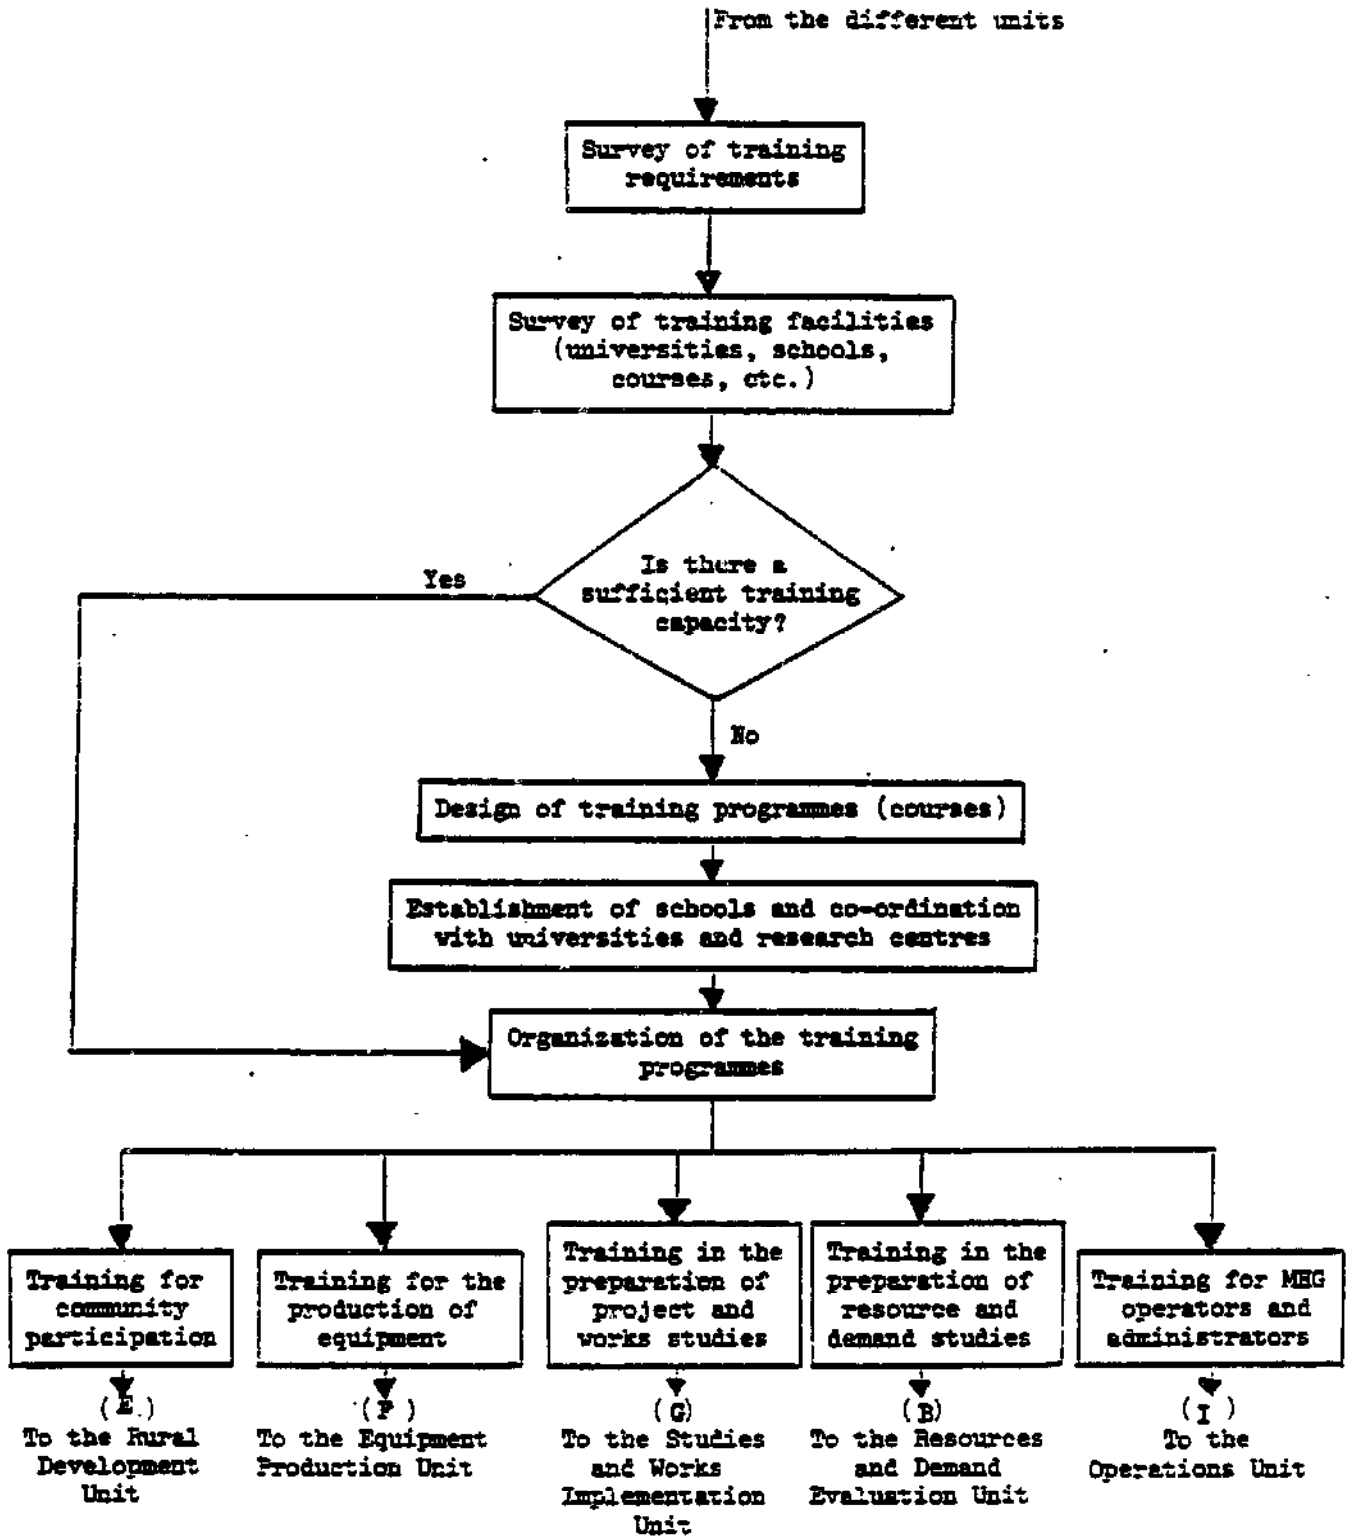 From the different units
Survey of training
requirements
Survey of training facilities
(universities, schools,
courses, etc.)
Is there a
sufficient training
capacity?
Yes
No
Design of training programmes (courses)
Establishment of schools and co-ordination
with universities and research centres
Organization of the training
programmes
Training for
community
participation
Training for the
production of
equipment
Training in the
preparation of
project and
works studies
Training in the
preparation of
resource and
demand studies
Training for MHG
operators and
administrators
(E)
To the Rural
Development
Unit
(F)
To the Equipment
Production Unit
(G)
To the Studies
and Works
Implementation
Unit
(B)
To the Resources
and Demand
Evaluation Unit
(I)
To the
Operations Unit